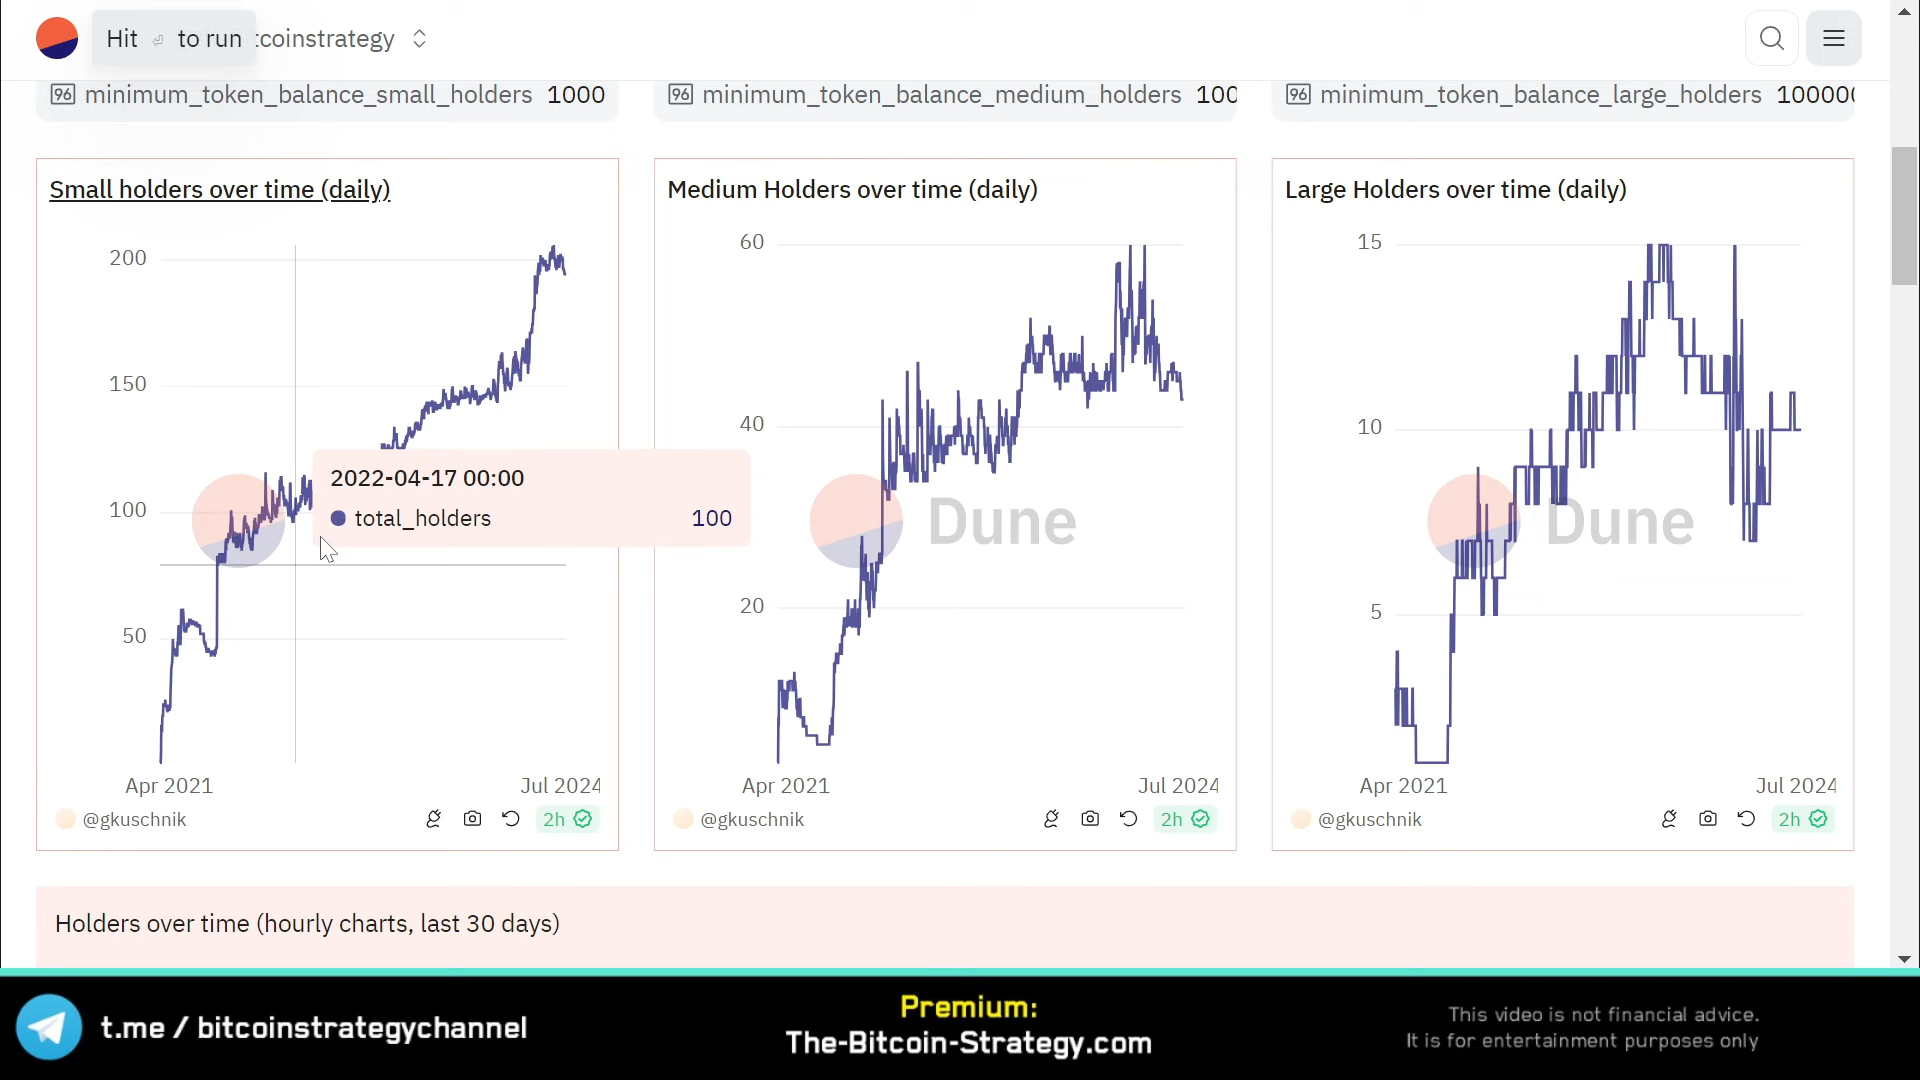 Hit ⏎ to run tcoinstrategy
96 minimum_token_balance_small_holders 1000
96 minimum_token_balance_medium_holders 100
96 minimum_token_balance_large_holders 10000
Small holders over time (daily)
200
150
100
50
Apr 2021
Jul 2024
@gkuschnik
2h
2022-04-17 00:00
total_holders 100
Medium Holders over time (daily)
60
40
20
Dune
Apr 2021
Jul 2024
@gkuschnik
2h
Large Holders over time (daily)
15
10
5
Dune
Apr 2021
Jul 2024
@gkuschnik
2h
Holders over time (hourly charts, last 30 days)
t.me / bitcoinstrategychannel
Premium:
The-Bitcoin-Strategy.com
This video is not financial advice.
It is for entertainment purposes only